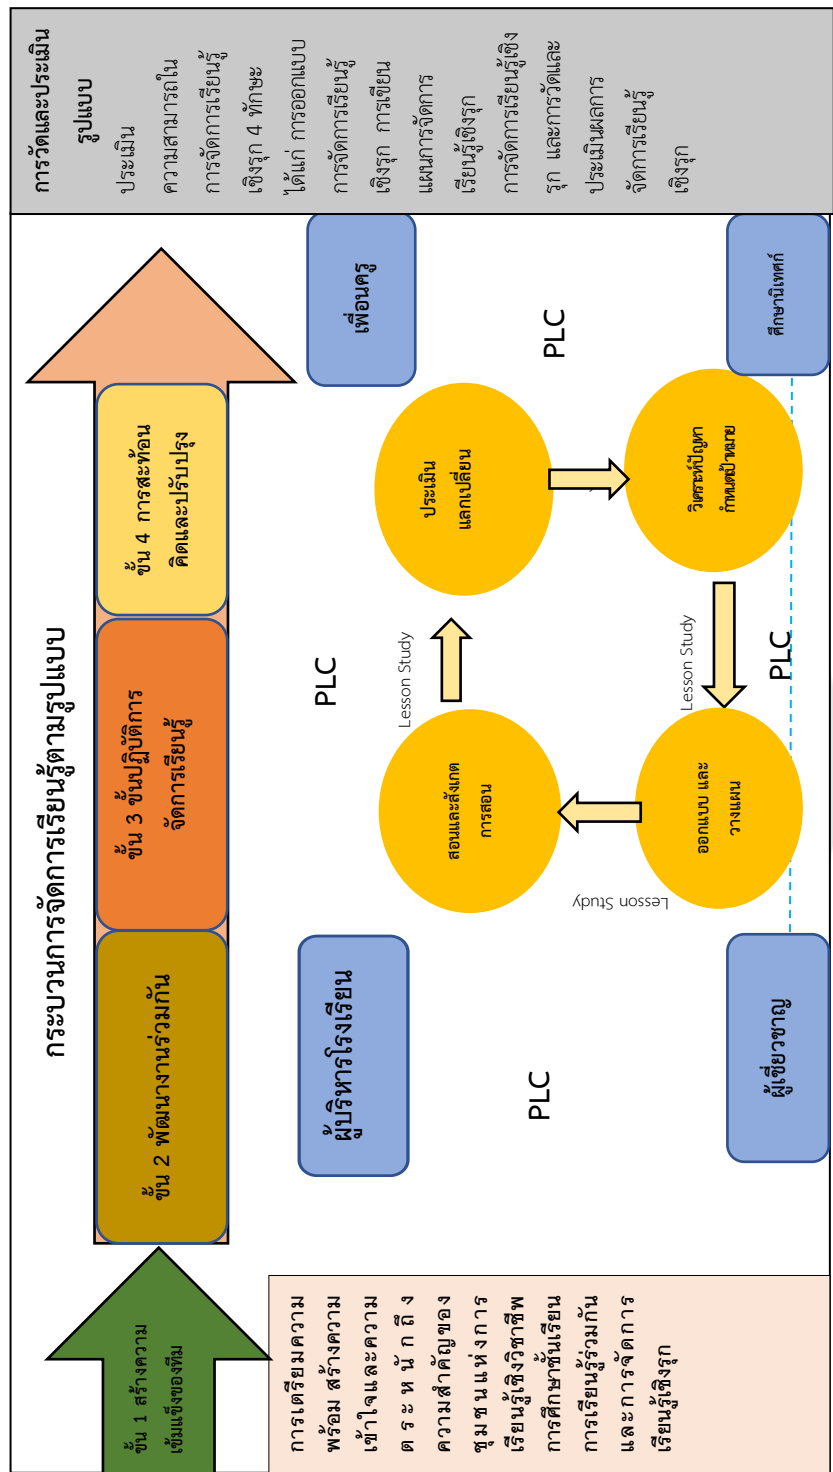 กระบวนการจัดการเรียนรู้ตามรูปแบบ
ขั้น 1 สร้างความ
เข้มแข็งของทีม
ขั้น 2 พัฒนางานร่วมกัน
ขั้น 3 ขั้นปฏิบัติการ
จัดการเรียนรู้
ขั้น 4 การสะท้อน
คิดและปรับปรุง
การเตรียมความ
พร้อม สร้างความ
เข้าใจและความ
ตระหนักถึง
ความสำคัญของ
ชุมชนแห่งการ
เรียนรู้เชิงวิชาชีพ
การศึกษาชั้นเรียน
การเรียนรู้ร่วมกัน
และการจัดการ
เรียนรู้เชิงรุก
ผู้บริหารโรงเรียน
PLC
เพื่อนครู
สอนและสังเกต
การสอน
Lesson Study
ประเมิน
แลกเปลี่ยน
PLC
PLC
Lesson Study
ออกแบบ และ
วางแผน
Lesson Study
วิเคราะห์ปัญหา
กำหนดเป้าหมาย
ผู้เชี่ยวชาญ
PLC
ศึกษานิเทศก์
การวัดและประเมิน
รูปแบบ
ประเมิน
ความสามารถใน
การจัดการเรียนรู้
เชิงรุก 4 ทักษะ
ได้แก่ การออกแบบ
การจัดการเรียนรู้
เชิงรุก การเขียน
แผนการจัดการ
เรียนรู้เชิงรุก
การจัดการเรียนรู้เชิง
รุก และการวัดและ
ประเมินผลการ
จัดการเรียนรู้
เชิงรุก